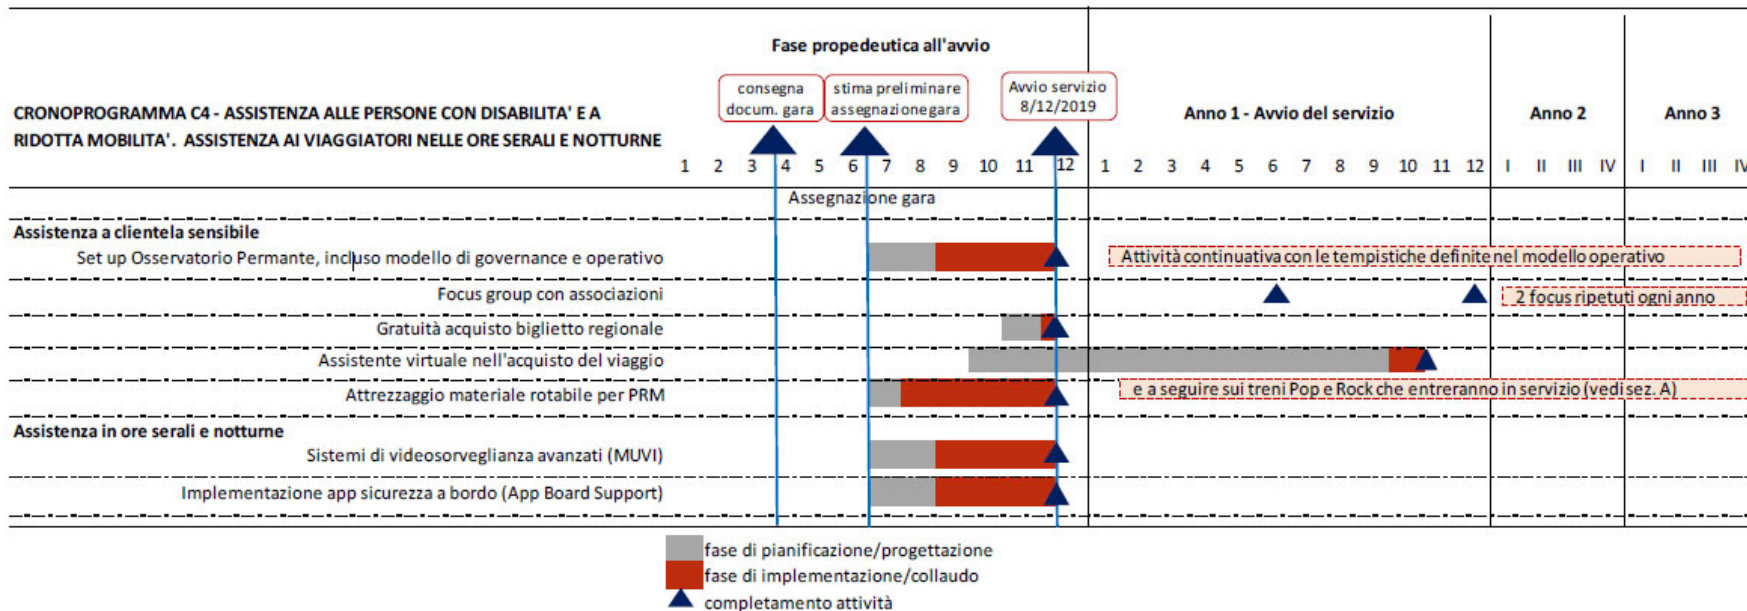 Fase propedeutica all'avvio
consegna
docum. gara
stima preliminare
assegnazione gara
Avvio servizio
8/12/2019
CRONOPROGRAMMA C4 - ASSISTENZA ALLE PERSONE CON DISABILITA' E A
RIDOTTA MOBILITA'. ASSISTENZA AI VIAGGIATORI NELLE ORE SERALI E NOTTURNE
Anno 1 - Avvio del servizio
Anno 2
Anno 3
1 2 3 4 5 6 7 8 9 10 11 12 1 2 3 4 5 6 7 8 9 10 11 12 I II III IV I II III IV
Assegnazione gara
Assistenza a clientela sensibile
Set up Osservatorio Permante, incluso modello di governance e operativo
Attività continuativa con le tempistiche definite nel modello operativo
Focus group con associazioni
2 focus ripetuti ogni anno
Gratuità acquisto biglietto regionale
Assistente virtuale nell'acquisto del viaggio
Attrezzaggio materiale rotabile per PRM
e a seguire sui treni Pop e Rock che entreranno in servizio (vedi sez. A)
Assistenza in ore serali e notturne
Sistemi di videosorveglianza avanzati (MUVI)
Implementazione app sicurezza a bordo (App Board Support)
fase di pianificazione/progettazione
fase di implementazione/collaudo
completamento attività